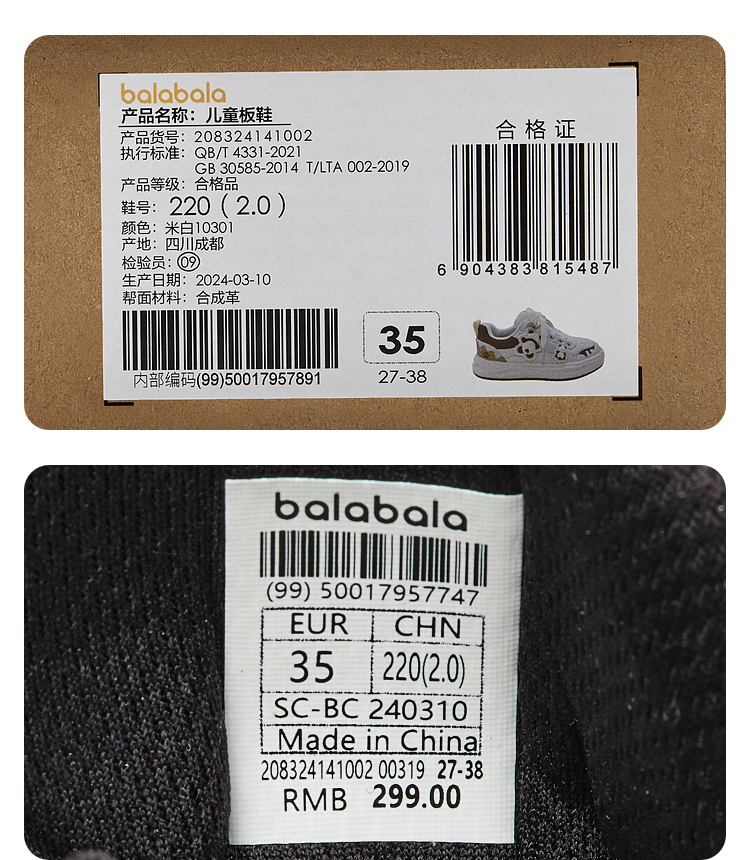 balabala
产品名称：儿童板鞋
产品货号：208324141002
执行标准：QB/T 4331-2021
GB 30585-2014 T/LTA 002-2019
产品等级：合格品
鞋号：220（2.0）
颜色：米白10301
产地：四川成都
检验员：09
生产日期：2024-03-10
帮面材料：合成革
内部编码(99)50017957891
合格证
6 904383 815487
35
27-38
balabala
(99) 50017957747
EUR CHN
35 220(2.0)
SC-BC 240310
Made in China
208324141002 00319 27-38
RMB 299.00